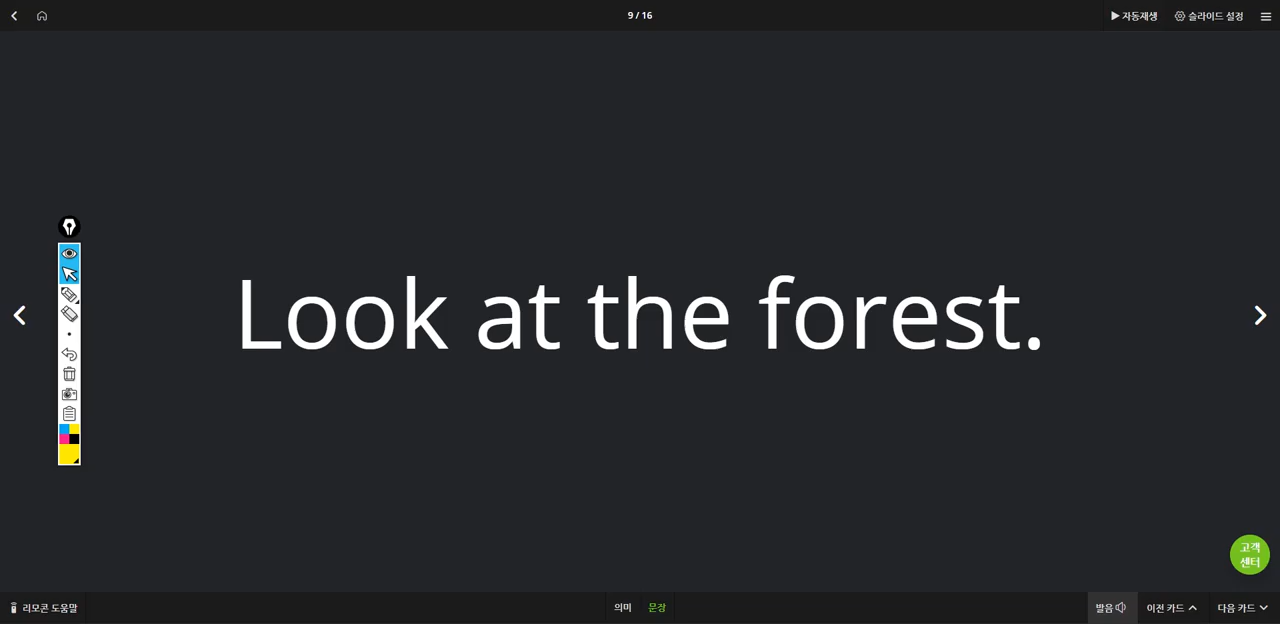 9 / 16
자동재생
슬라이드 설정
Look at the forest.
고객
센터
리모콘 도움말
의미
문장
발음
이전 카드
다음 카드